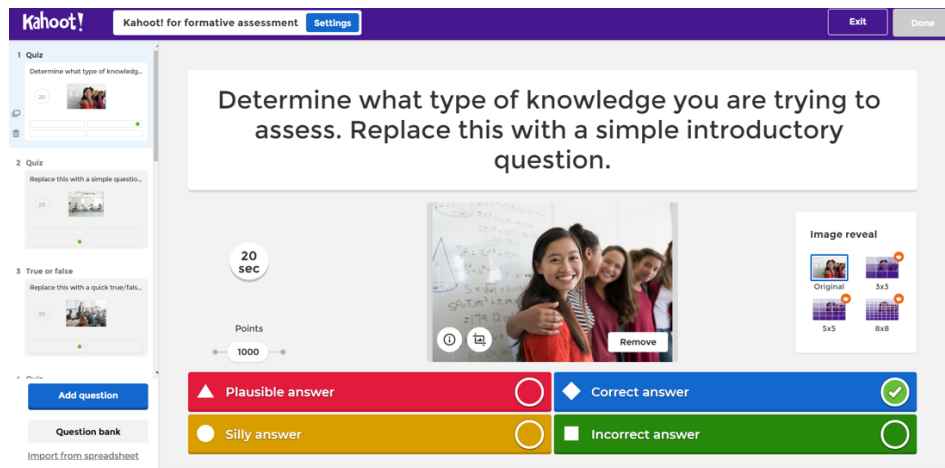 Kahoot!
Kahoot! for formative assessment
Settings
Exit
Done
1 Quiz
Determine what type of knowledg...
20
2 Quiz
Replace this with a simple questio...
20
3 True or false
Replace this with a quick true/fals...
20
Add question
Question bank
Import from spreadsheet
Determine what type of knowledge you are trying to
assess. Replace this with a simple introductory
question.
20
sec
Points
1000
Remove
Image reveal
Original
3x3
5x5
8x8
Plausible answer
Correct answer
Silly answer
Incorrect answer